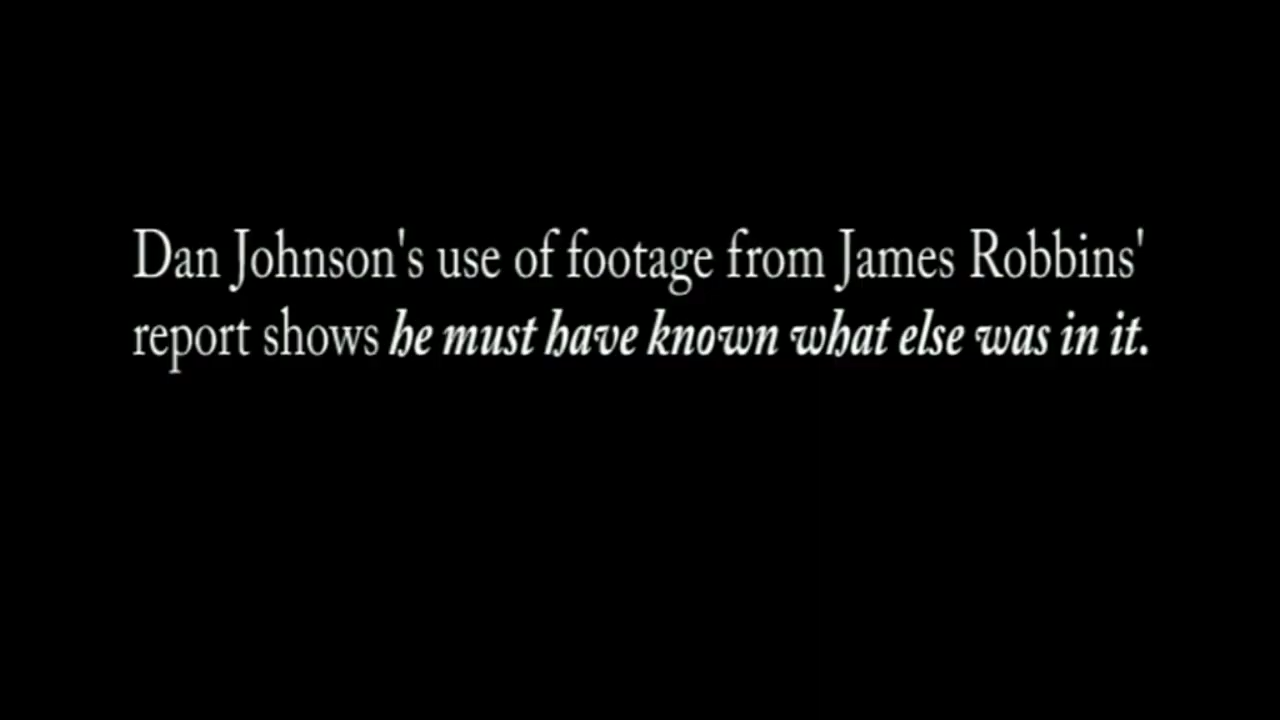 Dan Johnson's use of footage from James Robbins'
report shows he must have known what else was in it.